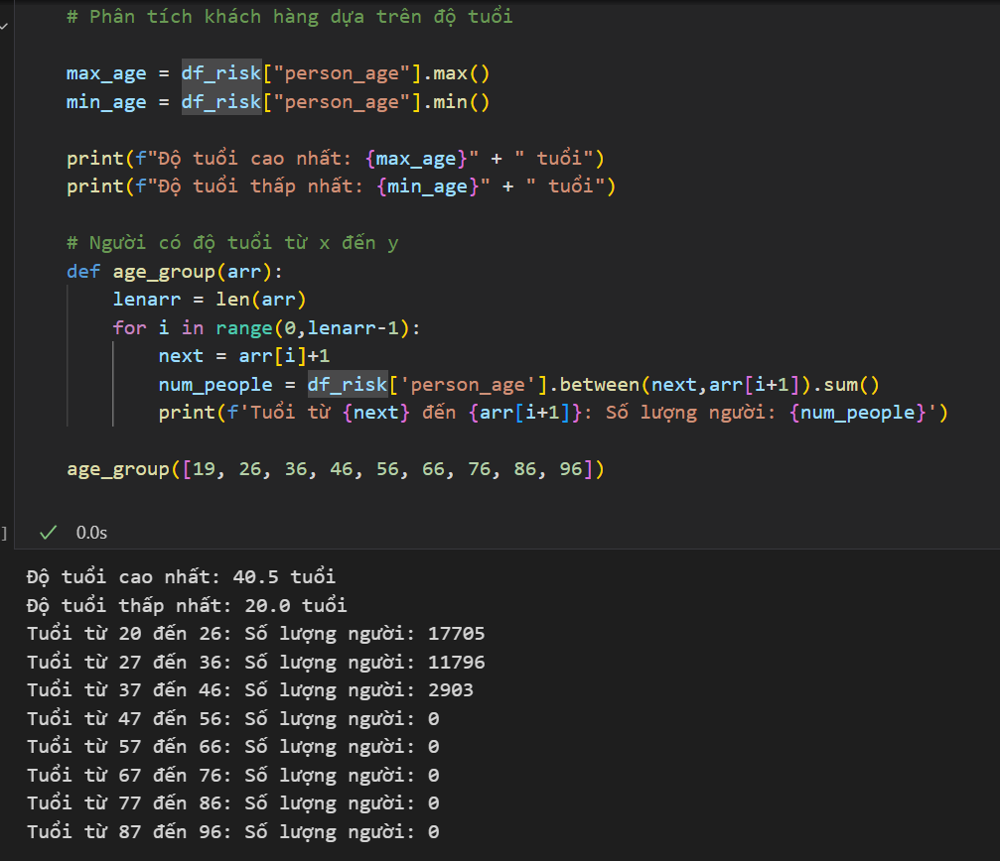 # Phân tích khách hàng dựa trên độ tuổi
max_age = df_risk["person_age"].max()
min_age = df_risk["person_age"].min()
print(f"Độ tuổi cao nhất: {max_age}" + " tuổi")
print(f"Độ tuổi thấp nhất: {min_age}" + " tuổi")
# Người có độ tuổi từ x đến y
def age_group(arr):
    lenarr = len(arr)
    for i in range(0,lenarr-1):
        next = arr[i]+1
        num_people = df_risk['person_age'].between(next,arr[i+1]).sum()
        print(f'Tuổi từ {next} đến {arr[i+1]}: Số lượng người: {num_people}')
age_group([19, 26, 36, 46, 56, 66, 76, 86, 96])
] ✓ 0.0s
Độ tuổi cao nhất: 40.5 tuổi
Độ tuổi thấp nhất: 20.0 tuổi
Tuổi từ 20 đến 26: Số lượng người: 17705
Tuổi từ 27 đến 36: Số lượng người: 11796
Tuổi từ 37 đến 46: Số lượng người: 2903
Tuổi từ 47 đến 56: Số lượng người: 0
Tuổi từ 57 đến 66: Số lượng người: 0
Tuổi từ 67 đến 76: Số lượng người: 0
Tuổi từ 77 đến 86: Số lượng người: 0
Tuổi từ 87 đến 96: Số lượng người: 0